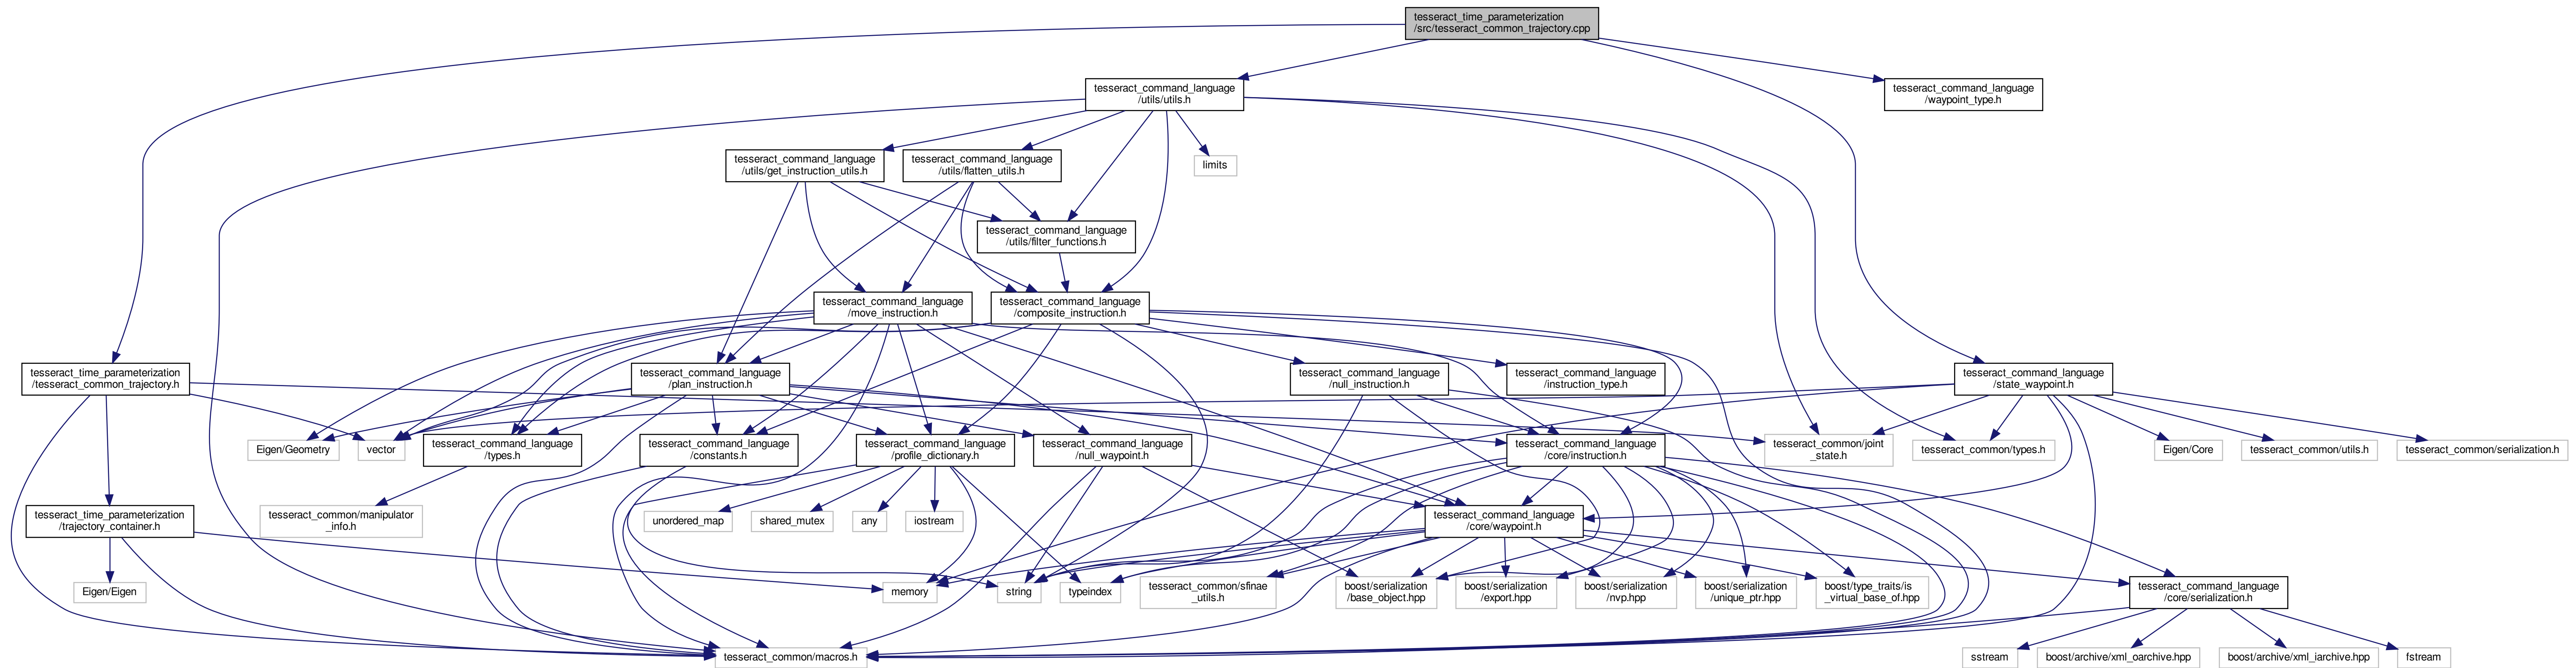 tesseract_time_parameterization
/src/tesseract_common_trajectory.cpp
tesseract_command_language
/utils/utils.h
tesseract_command_language
/waypoint_type.h
tesseract_command_language
/utils/get_instruction_utils.h
tesseract_command_language
/utils/flatten_utils.h
limits
tesseract_command_language
/utils/filter_functions.h
tesseract_command_language
/move_instruction.h
tesseract_command_language
/composite_instruction.h
tesseract_time_parameterization
/tesseract_common_trajectory.h
tesseract_command_language
/plan_instruction.h
tesseract_command_language
/null_instruction.h
tesseract_command_language
/instruction_type.h
tesseract_command_language
/state_waypoint.h
Eigen/Geometry
vector
tesseract_command_language
/types.h
tesseract_command_language
/constants.h
tesseract_command_language
/profile_dictionary.h
tesseract_command_language
/null_waypoint.h
tesseract_command_language
/core/instruction.h
tesseract_common/joint
_state.h
tesseract_common/types.h
Eigen/Core
tesseract_common/utils.h
tesseract_common/serialization.h
tesseract_time_parameterization
/trajectory_container.h
tesseract_common/manipulator
_info.h
unordered_map
shared_mutex
any
iostream
tesseract_command_language
/core/waypoint.h
Eigen/Eigen
memory
string
typeindex
tesseract_common/sfinae
_utils.h
boost/serialization
/base_object.hpp
boost/serialization
/export.hpp
boost/serialization
/nvp.hpp
boost/serialization
/unique_ptr.hpp
boost/type_traits/is
_virtual_base_of.hpp
tesseract_command_language
/core/serialization.h
tesseract_common/macros.h
sstream
boost/archive/xml_oarchive.hpp
boost/archive/xml_iarchive.hpp
fstream